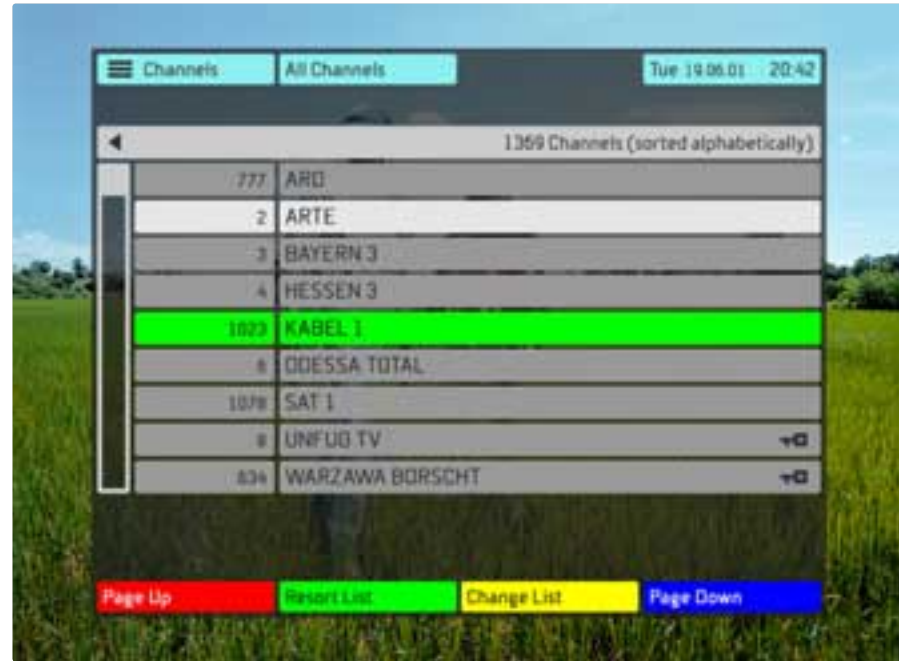 Channels All Channels Tue 19.06.01 20:42
1369 Channels (sorted alphabetically)
777 ARD
2 ARTE
3 BAYERN 3
4 HESSEN 3
1023 KABEL 1
6 ODESSA TOTAL
1078 SAT 1
8 UNFUG TV
834 WARZAWA BORSCHT
Page Up Resort List Change List Page Down